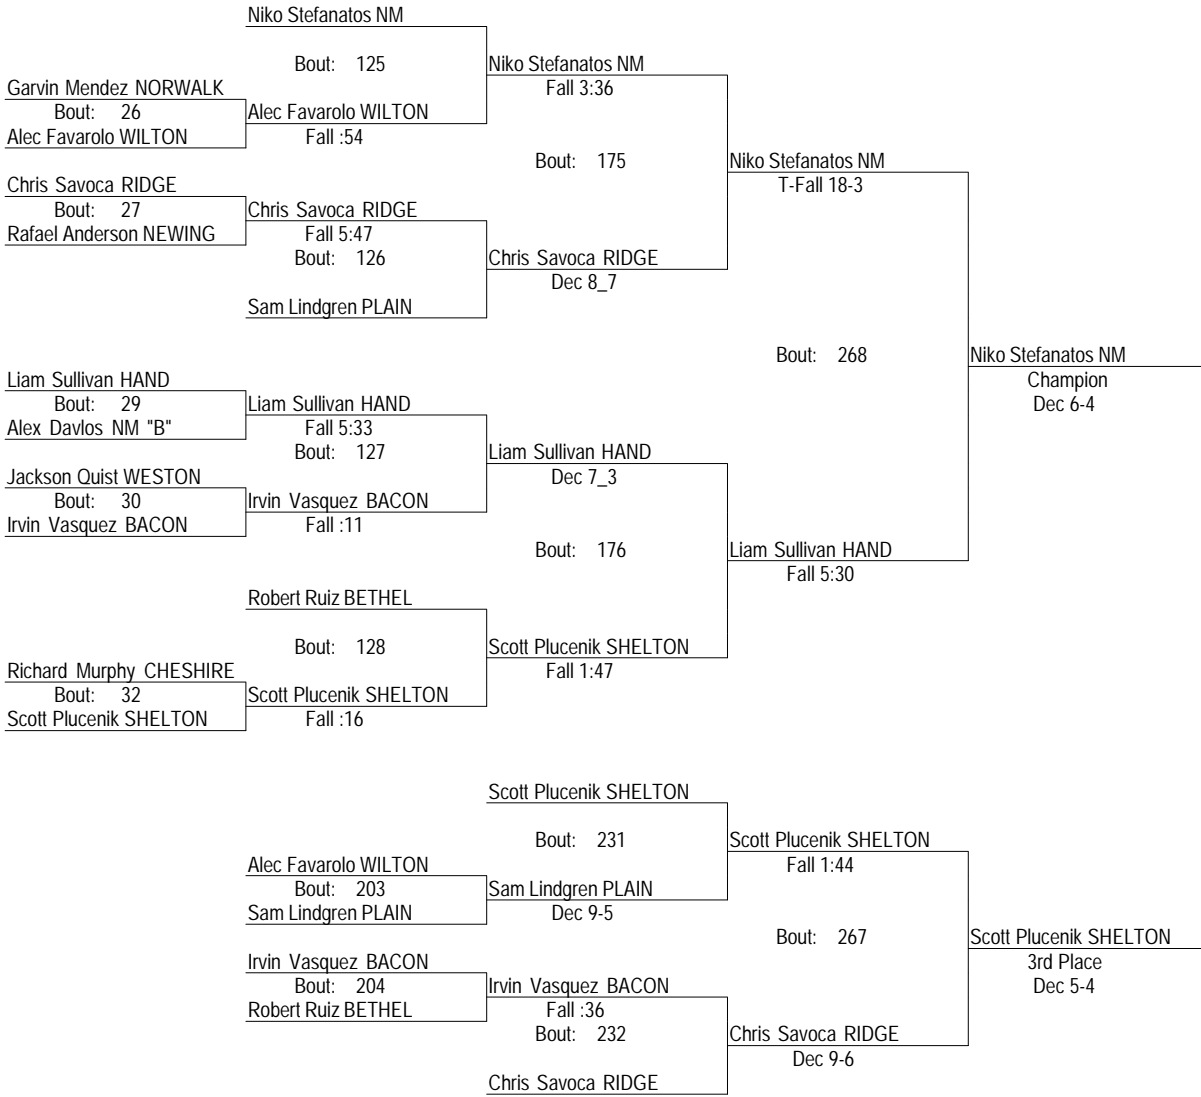 Niko Stefanatos NM
Bout: 125
Niko Stefanatos NM
Fall 3:36
Garvin Mendez NORWALK
Bout: 26
Alec Favarolo WILTON
Alec Favarolo WILTON
Fall :54
Bout: 175
Niko Stefanatos NM
T-Fall 18-3
Chris Savoca RIDGE
Bout: 27
Rafael Anderson NEWING
Chris Savoca RIDGE
Fall 5:47
Bout: 126
Chris Savoca RIDGE
Dec 8_7
Sam Lindgren PLAIN
Bout: 268
Niko Stefanatos NM
Champion
Dec 6-4
Liam Sullivan HAND
Bout: 29
Alex Davlos NM "B"
Liam Sullivan HAND
Fall 5:33
Bout: 127
Liam Sullivan HAND
Dec 7_3
Jackson Quist WESTON
Bout: 30
Irvin Vasquez BACON
Irvin Vasquez BACON
Fall :11
Bout: 176
Liam Sullivan HAND
Fall 5:30
Robert Ruiz BETHEL
Bout: 128
Scott Plucenik SHELTON
Fall 1:47
Richard Murphy CHESHIRE
Bout: 32
Scott Plucenik SHELTON
Scott Plucenik SHELTON
Fall :16
Scott Plucenik SHELTON
Bout: 231
Scott Plucenik SHELTON
Fall 1:44
Alec Favarolo WILTON
Bout: 203
Sam Lindgren PLAIN
Sam Lindgren PLAIN
Dec 9-5
Bout: 267
Scott Plucenik SHELTON
3rd Place
Dec 5-4
Irvin Vasquez BACON
Bout: 204
Robert Ruiz BETHEL
Irvin Vasquez BACON
Fall :36
Bout: 232
Chris Savoca RIDGE
Dec 9-6
Chris Savoca RIDGE